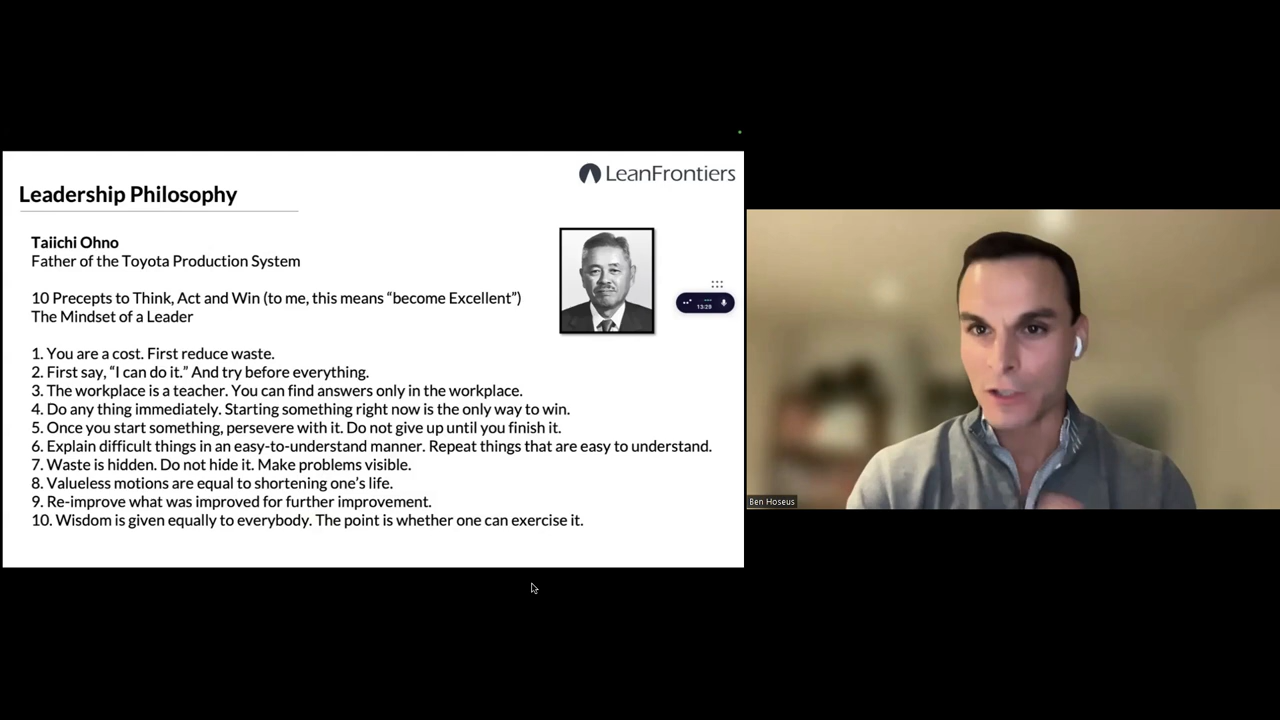 LeanFrontiers
Leadership Philosophy
Taiichi Ohno
Father of the Toyota Production System
10 Precepts to Think, Act and Win (to me, this means “become Excellent”)
The Mindset of a Leader
13:29
1. You are a cost. First reduce waste.
2. First say, “I can do it.” And try before everything.
3. The workplace is a teacher. You can find answers only in the workplace.
4. Do any thing immediately. Starting something right now is the only way to win.
5. Once you start something, persevere with it. Do not give up until you finish it.
6. Explain difficult things in an easy-to-understand manner. Repeat things that are easy to understand.
7. Waste is hidden. Do not hide it. Make problems visible.
8. Valueless motions are equal to shortening one’s life.
9. Re-improve what was improved for further improvement.
10. Wisdom is given equally to everybody. The point is whether one can exercise it.
Ben Hoseus